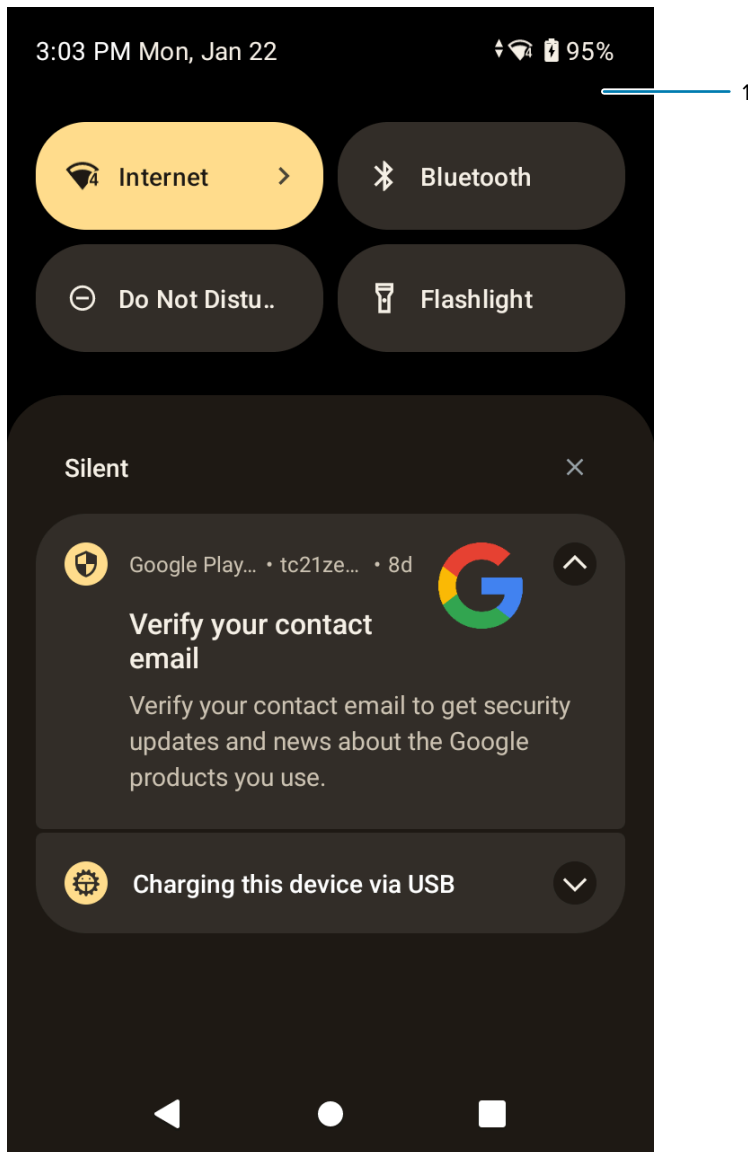 3:03 PM Mon, Jan 22 4 95%
1
4 Internet Bluetooth
Do Not Distu.. Flashlight
Silent
Google Play... • tc21ze... • 8d
Verify your contact
email
Verify your contact email to get security
updates and news about the Google
products you use.
Charging this device via USB